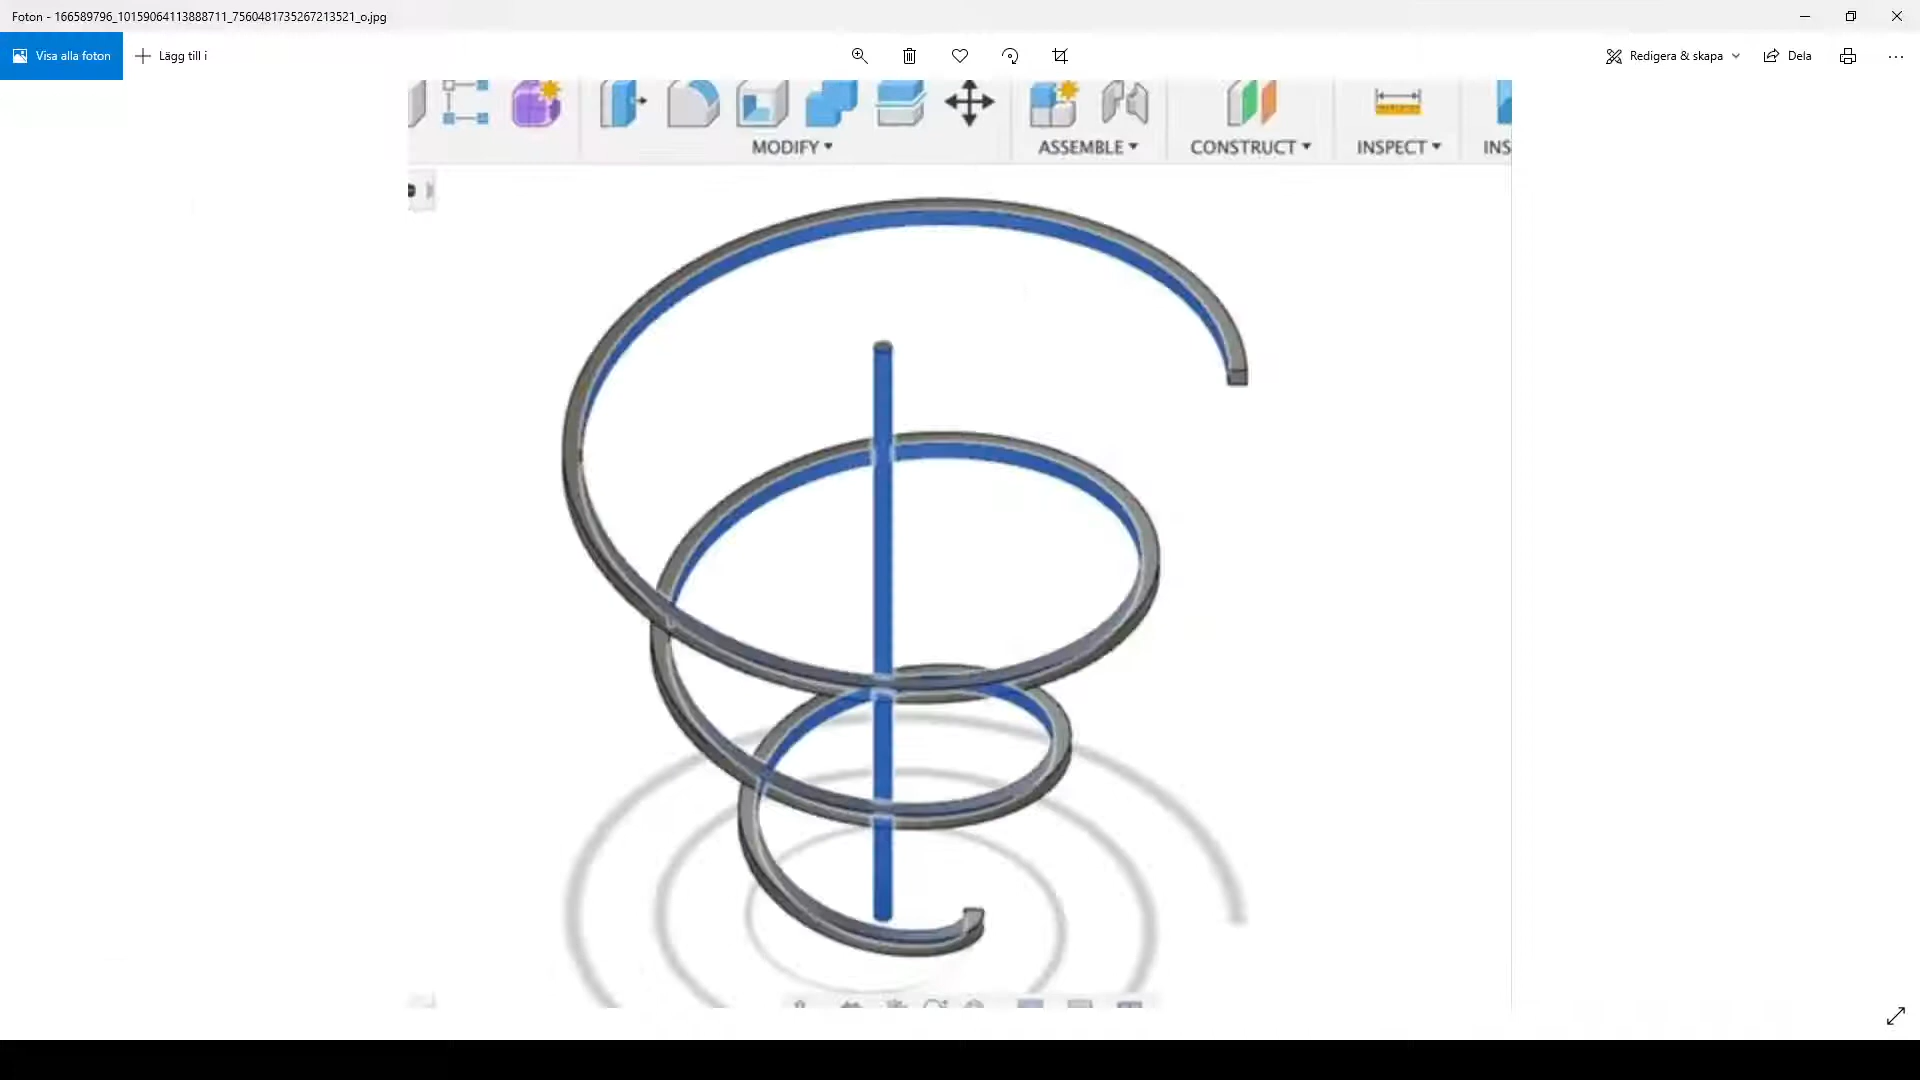 Foton - 166589796_10159064113888711_7560481735267213521_o.jpg
Visa alla foton
Lägg till i
Redigera & skapa
Dela
MODIFY
ASSEMBLE
CONSTRUCT
INSPECT
INS